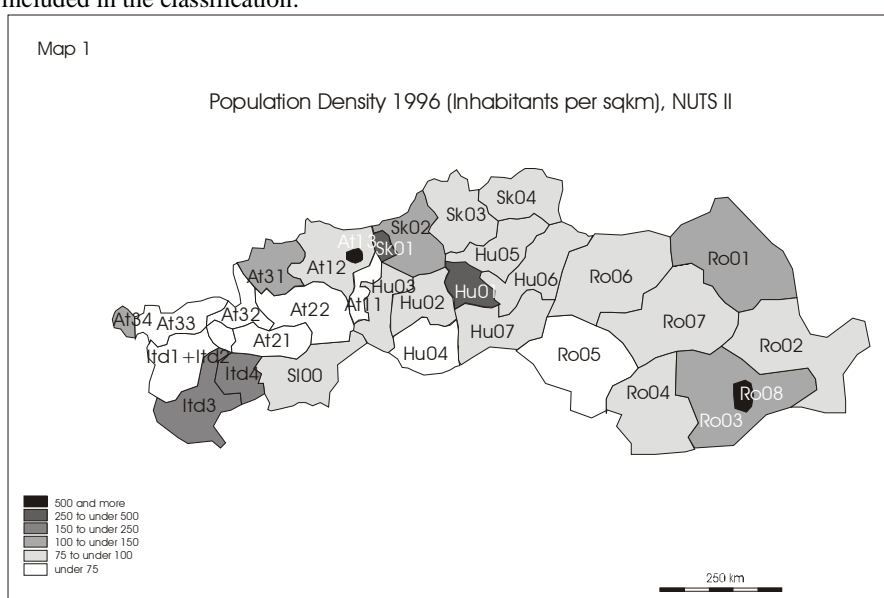 included in the classification.
Map 1
Population Density 1996 (Inhabitants per sqkm), NUTS II
Sk04
Sk03
Sk02
At13
Sk01
Hu05
Ro01
At31
At12
Hu06
Ro06
Hu03
Hu01
At11
Hu02
At22
At34
At33
At32
Ro07
Hu07
At21
Ro02
Itd1+Itd2
Hu04
Ro05
Itd4
Sl00
Ro04
Ro08
Itd3
Ro03
500 and more
250 to under 500
150 to under 250
100 to under 150
75 to under 100
under 75
250 km